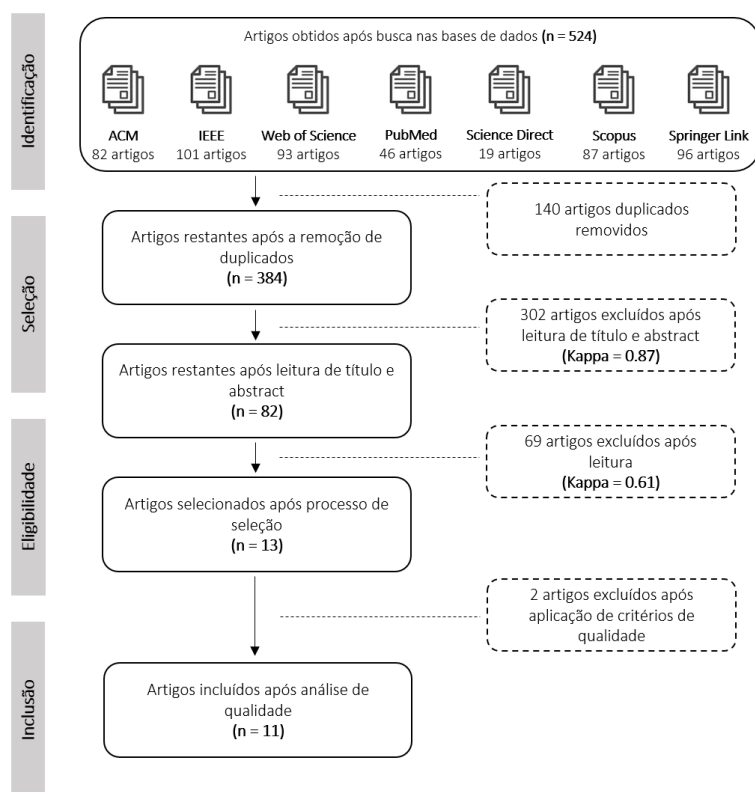 Identificação
Artigos obtidos após busca nas bases de dados (n = 524)
ACM
82 artigos
IEEE
101 artigos
Web of Science
93 artigos
PubMed
46 artigos
Science Direct
19 artigos
Scopus
87 artigos
Springer Link
96 artigos
140 artigos duplicados
removidos
Seleção
Artigos restantes após a remoção de
duplicados
(n = 384)
302 artigos excluídos após
leitura de título e abstract
(Kappa = 0.87)
Artigos restantes após leitura de título e
abstract
(n = 82)
Eligibilidade
69 artigos excluídos após
leitura
(Kappa = 0.61)
Artigos selecionados após processo de
seleção
(n = 13)
2 artigos excluídos após
aplicação de critérios de
qualidade
Inclusão
Artigos incluídos após análise de
qualidade
(n = 11)